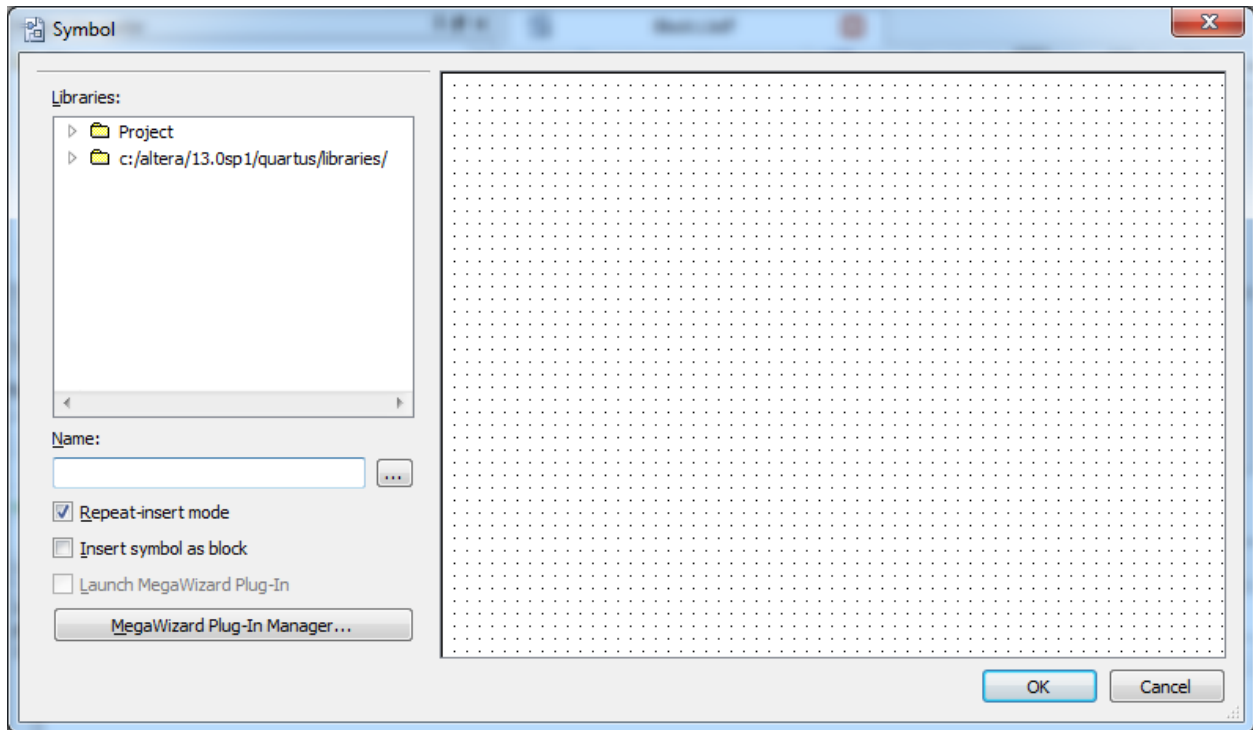 Symbol
Libraries:
Project
c:/altera/13.0sp1/quartus/libraries/
Name:
...
Repeat-insert mode
Insert symbol as block
Launch MegaWizard Plug-In
MegaWizard Plug-In Manager...
OK
Cancel